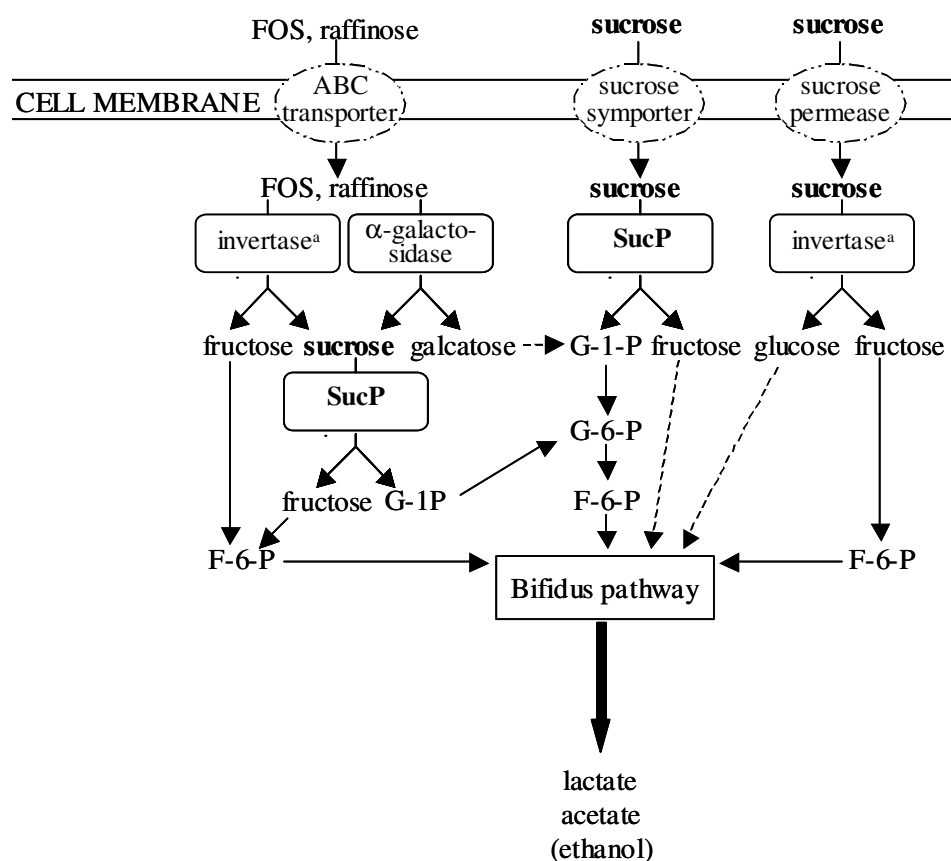 FOS, raffinose sucrose sucrose
CELL MEMBRANE
ABC
transporter
sucrose
symporter
sucrose
permease
FOS, raffinose sucrose sucrose
invertaseᵃ
α-galacto-
sidase
SucP
invertaseᵃ
fructose sucrose galcatose G-1-P fructose glucose fructose
SucP
G-6-P
fructose G-1P
F-6-P
F-6-P
F-6-P
Bifidus pathway
lactate
acetate
(ethanol)